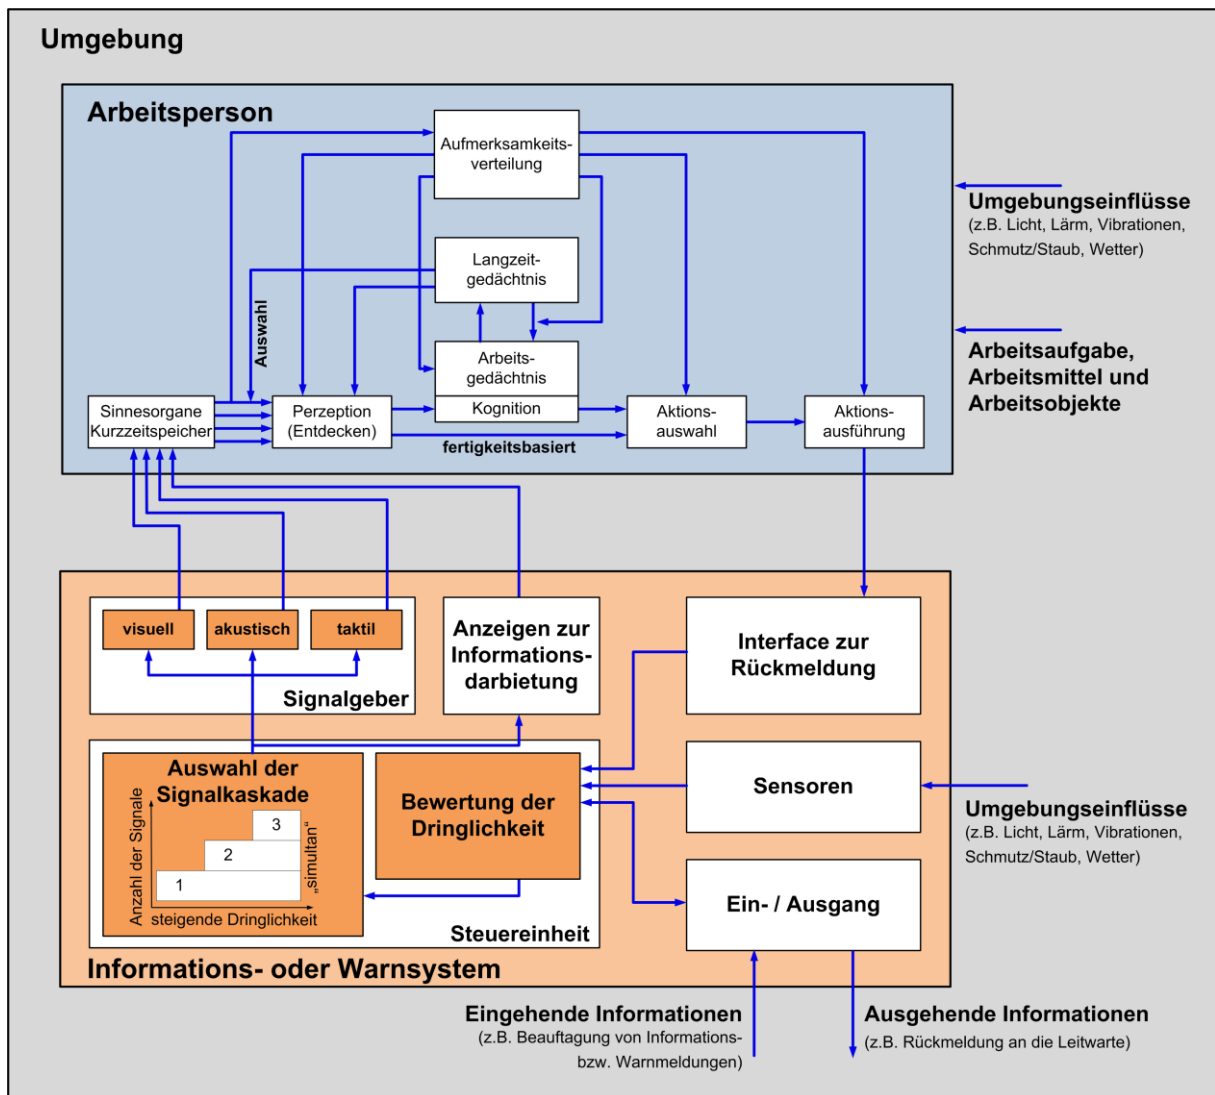 Umgebung
Arbeitsperson
Aufmerksamkeits-
verteilung
Umgebungseinflüsse
(z.B. Licht, Lärm, Vibrationen,
Schmutz/Staub, Wetter)
Langzeit-
gedächtnis
Auswahl
Arbeits-
gedächtnis
Kognition
Arbeitsaufgabe,
Arbeitsmittel und
Arbeitsobjekte
Sinnesorgane
Kurzzeitspeicher
Perzeption
(Entdecken)
fertigkeitsbasiert
Aktions-
auswahl
Aktions-
ausführung
visuell
akustisch
taktil
Signalgeber
Anzeigen zur
Informations-
darbietung
Interface zur
Rückmeldung
Auswahl der
Signalkaskade
Anzahl der Signale
3
2
1
„simultan“
steigende Dringlichkeit
Bewertung der
Dringlichkeit
Steuereinheit
Sensoren
Umgebungseinflüsse
(z.B. Licht, Lärm, Vibrationen,
Schmutz/Staub, Wetter)
Ein- / Ausgang
Informations- oder Warnsystem
Eingehende Informationen
(z.B. Beauftagung von Informations-
bzw. Warnmeldungen)
Ausgehende Informationen
(z.B. Rückmeldung an die Leitwarte)